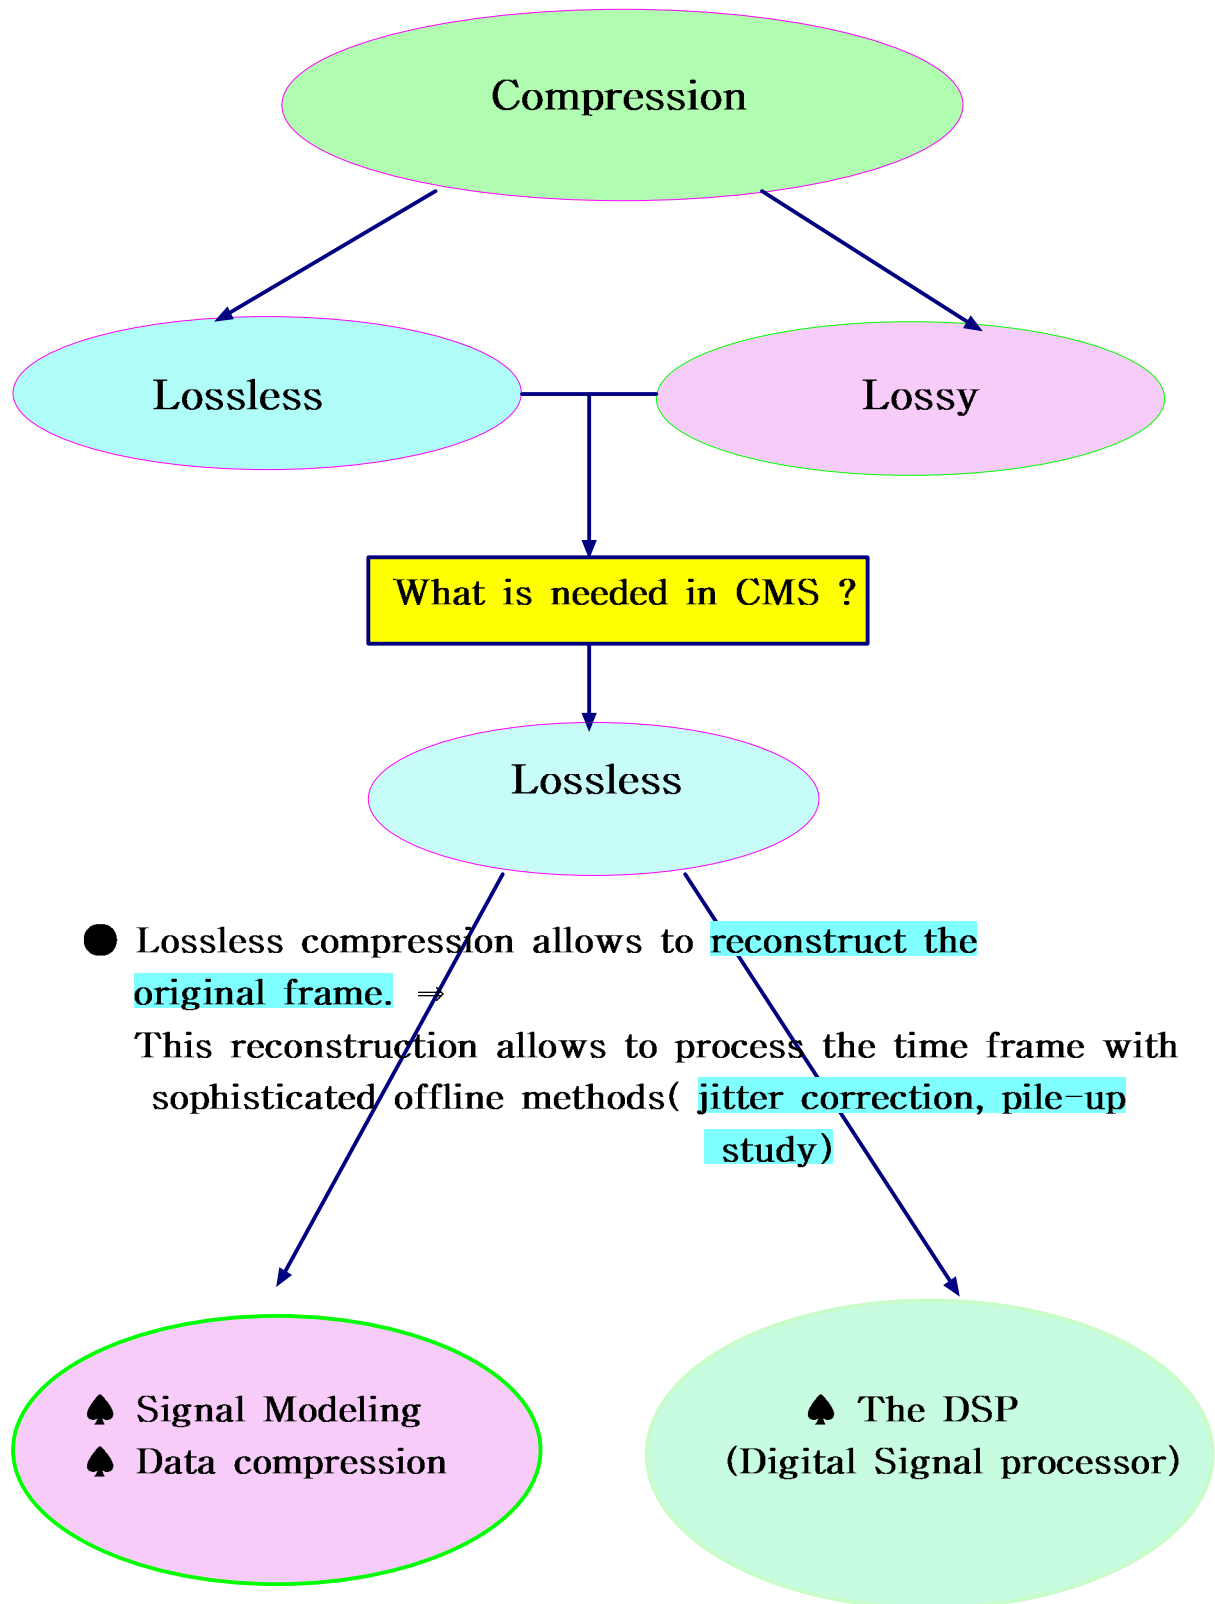 Compression
Lossless
Lossy
What is needed in CMS ?
Lossless
● Lossless compression allows to reconstruct the
original frame. ⇒
This reconstruction allows to process the time frame with
sophisticated offline methods( jitter correction, pile-up
study)
♠ Signal Modeling
♠ Data compression
♠ The DSP
(Digital Signal processor)